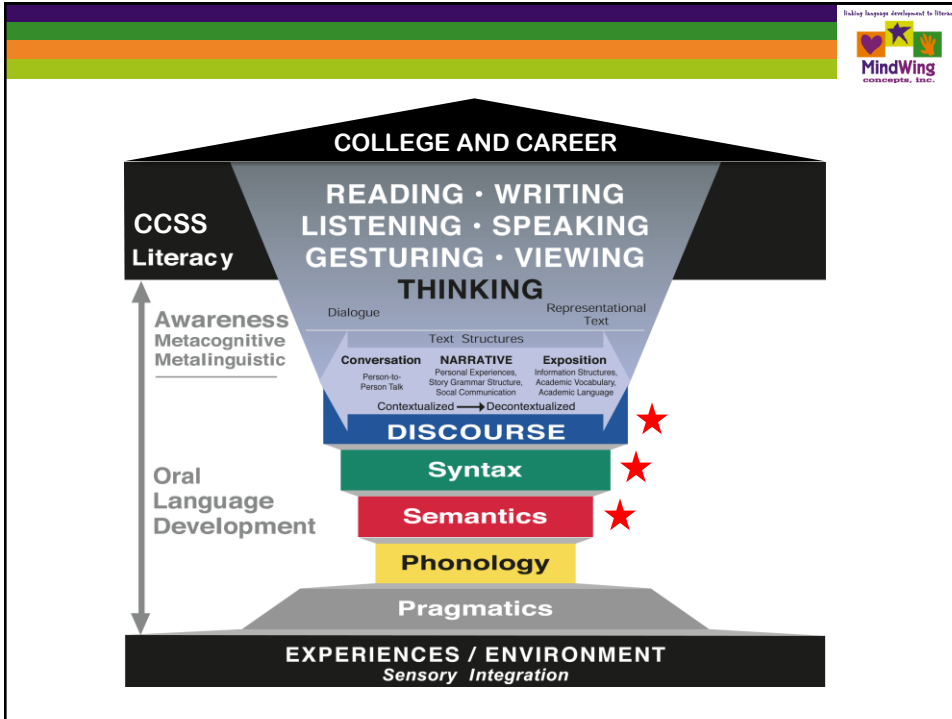 linking language development to literacy
MindWing
concepts, inc.
COLLEGE AND CAREER
READING · WRITING
LISTENING · SPEAKING
GESTURING · VIEWING
THINKING
CCSS
Literacy
Dialogue
Representational
Text
Text Structures
Conversation
Person-to-
Person Talk
NARRATIVE
Personal Experiences,
Story Grammar Structure,
Socal Communication
Exposition
Information Structures,
Academic Vocabulary,
Academic Language
Contextualized Decontextualized
DISCOURSE
Awareness
Metacognitive
Metalinguistic
Oral
Language
Development
Syntax
Semantics
Phonology
Pragmatics
EXPERIENCES / ENVIRONMENT
Sensory Integration